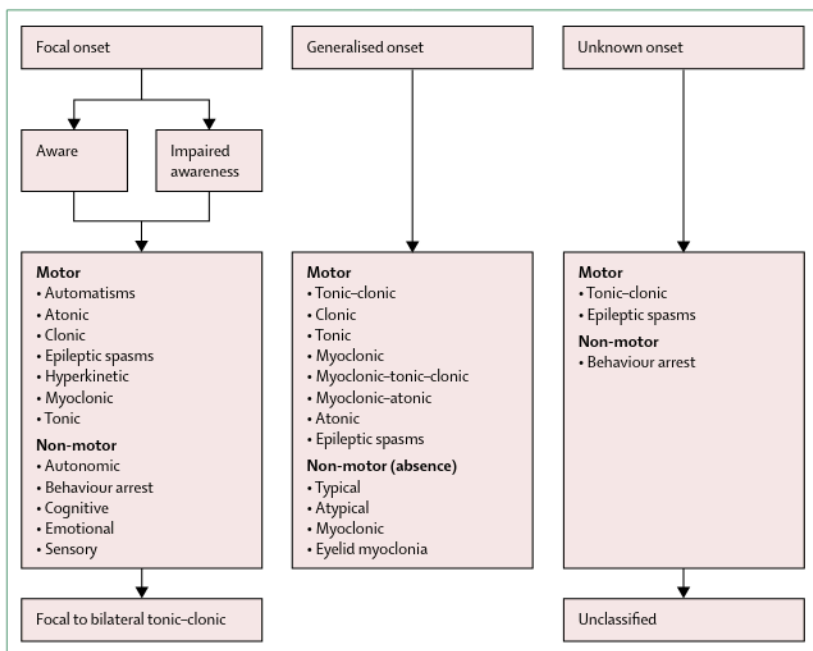 Focal onset
Generalised onset
Unknown onset
Aware
Impaired
awareness
Motor
• Automatisms
• Atonic
• Clonic
• Epileptic spasms
• Hyperkinetic
• Myoclonic
• Tonic
Non-motor
• Autonomic
• Behaviour arrest
• Cognitive
• Emotional
• Sensory
Motor
• Tonic–clonic
• Clonic
• Tonic
• Myoclonic
• Myoclonic–tonic–clonic
• Myoclonic–atonic
• Atonic
• Epileptic spasms
Non-motor (absence)
• Typical
• Atypical
• Myoclonic
• Eyelid myoclonia
Motor
• Tonic–clonic
• Epileptic spasms
Non-motor
• Behaviour arrest
Focal to bilateral tonic–clonic
Unclassified